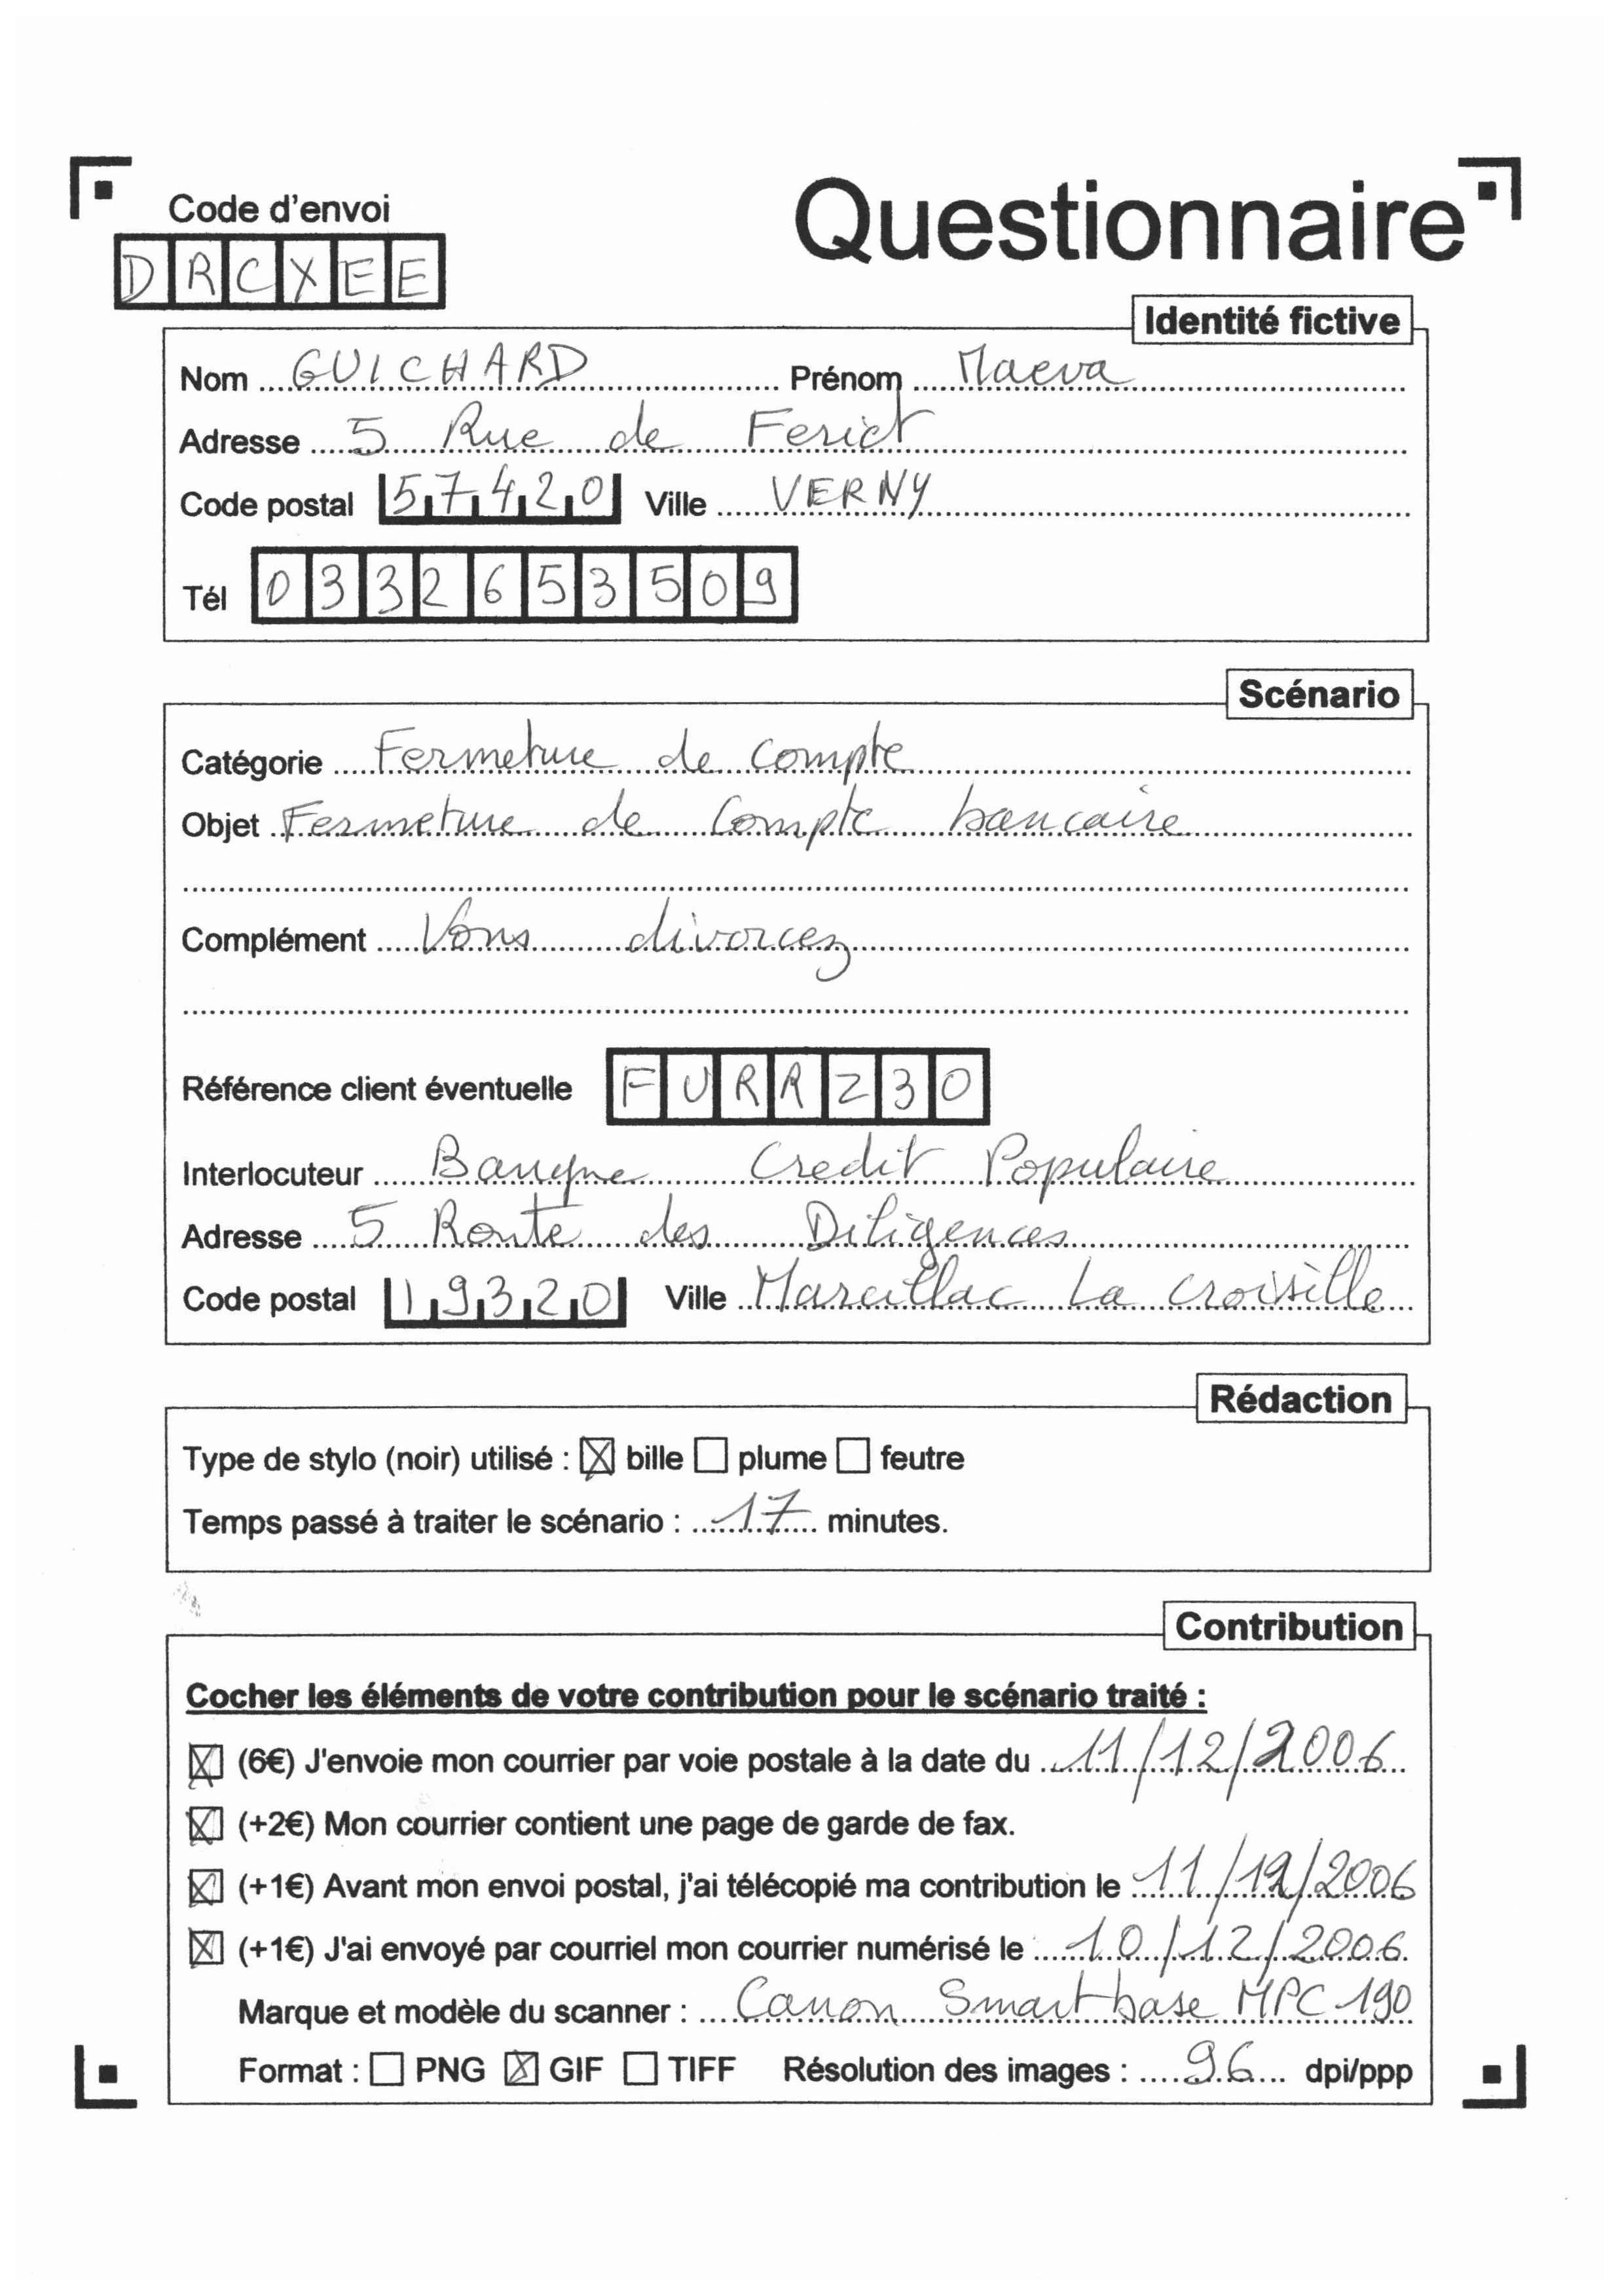 Code d'envoi
Questionnaire
DRCXEE
Identité fictive
Nom GUICHARD Prénom Maeva
Adresse 5 Rue de Ferict
Code postal 57420 Ville VERNY
Tél 0332653509
Scénario
Catégorie Fermeture de compte
Objet Fermeture de Compte bancaire
Complément Vous divorcez
Référence client éventuelle FURRZ30
Interlocuteur Banque Credit Populaire
Adresse 5 Route des Diligences
Code postal 19320 Ville Marcillac La Croisille
Rédaction
Type de stylo (noir) utilisé : ☒ bille ☐ plume ☐ feutre
Temps passé à traiter le scénario : 17 minutes.
Contribution
Cocher les éléments de votre contribution pour le scénario traité :
☒ (6€) J'envoie mon courrier par voie postale à la date du 11/12/2006
☒ (+2€) Mon courrier contient une page de garde de fax.
☒ (+1€) Avant mon envoi postal, j'ai télécopié ma contribution le 11/12/2006
☒ (+1€) J'ai envoyé par courriel mon courrier numérisé le 10/12/2006
Marque et modèle du scanner : Canon Smartbase MPC 190
Format : ☐ PNG ☒ GIF ☐ TIFF Résolution des images : 96 dpi/ppp